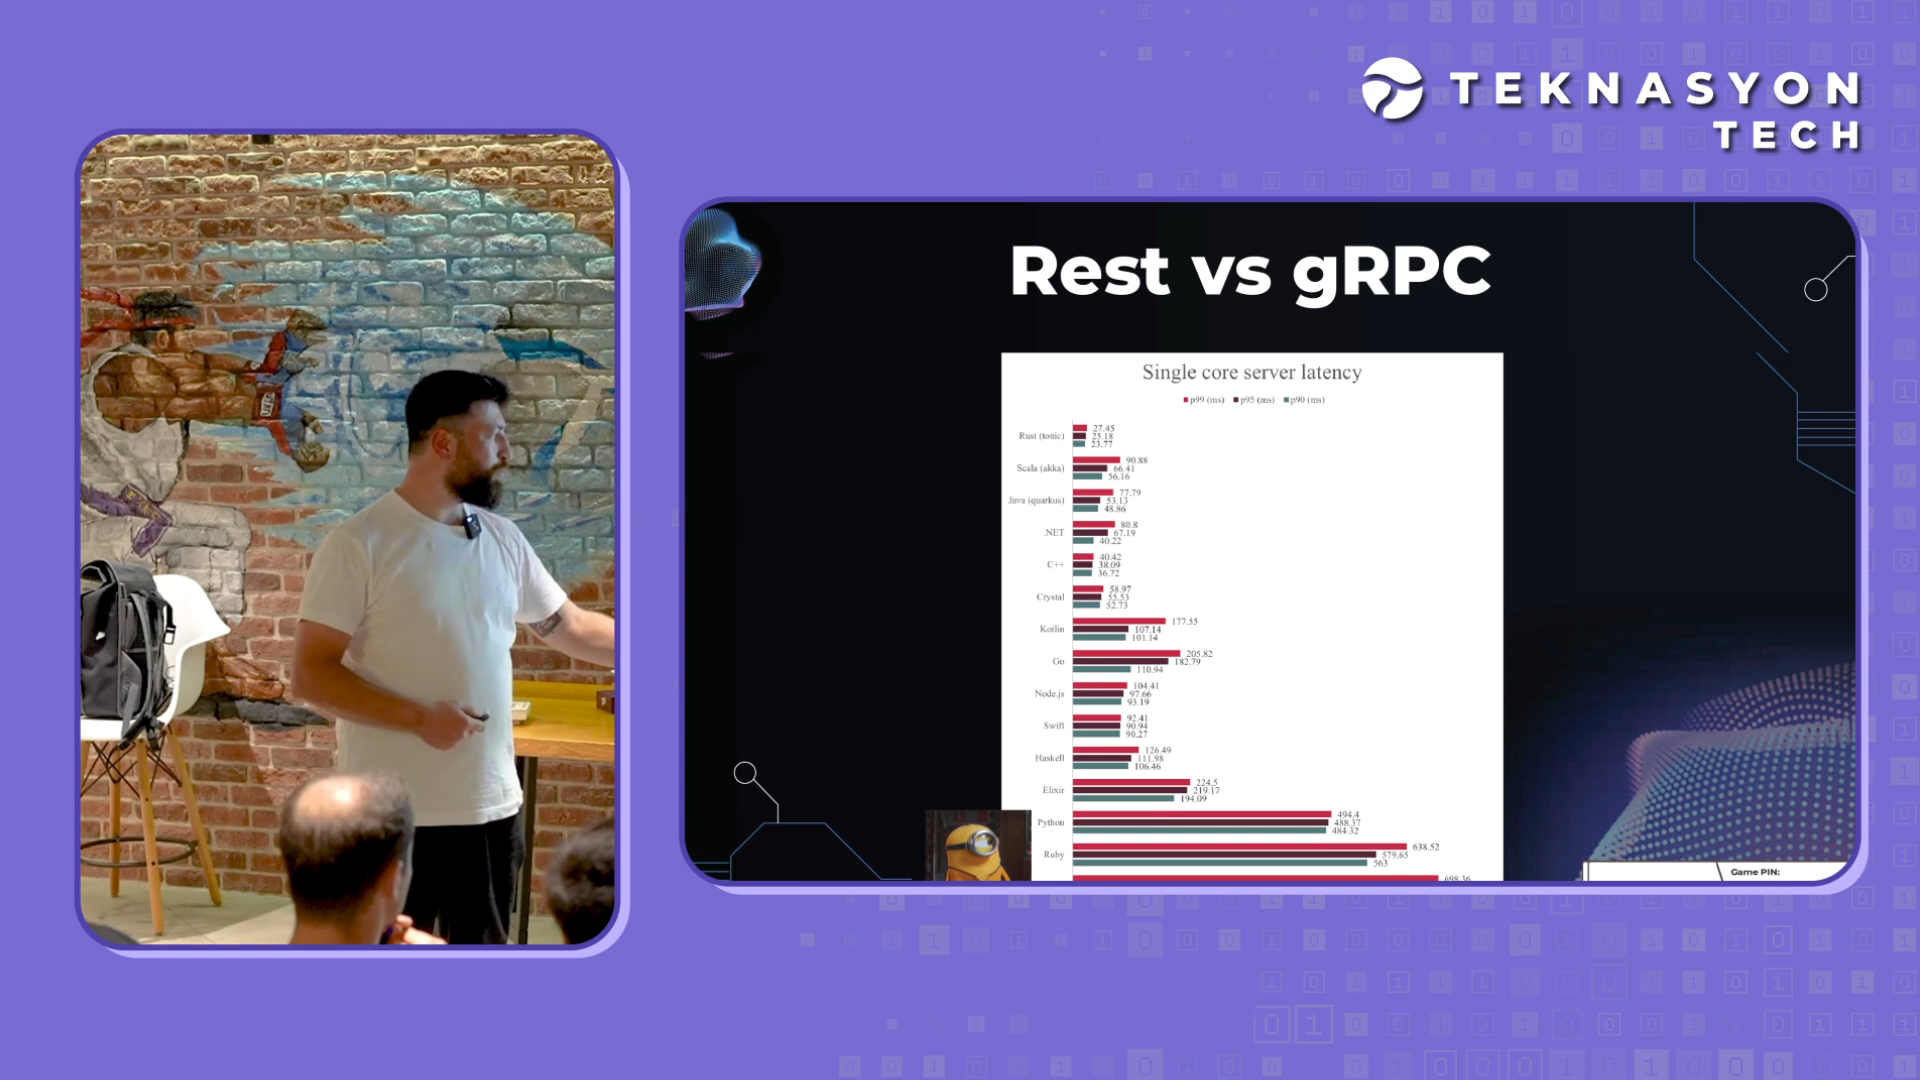 TEKNASYON
TECH
Rest vs gRPC
Single core server latency
p99 (ms) p95 (ms) p90 (ms)
Rust (tonic) 27.45
25.18
23.77
Scala (akka) 90.88
66.41
56.16
Java (quarkus) 77.79
53.13
48.86
.NET 80.8
67.19
40.22
C++ 40.42
38.09
36.72
Crystal 58.97
55.53
52.73
Kotlin 177.55
107.14
101.14
Go 205.82
182.79
110.94
Node.js 104.41
97.66
93.19
Swift 92.41
90.94
90.27
Haskell 126.49
111.98
106.46
Elixir 224.5
219.17
194.09
Python 494.4
488.37
484.32
Ruby 638.52
579.65
563
698.36
Game PIN: